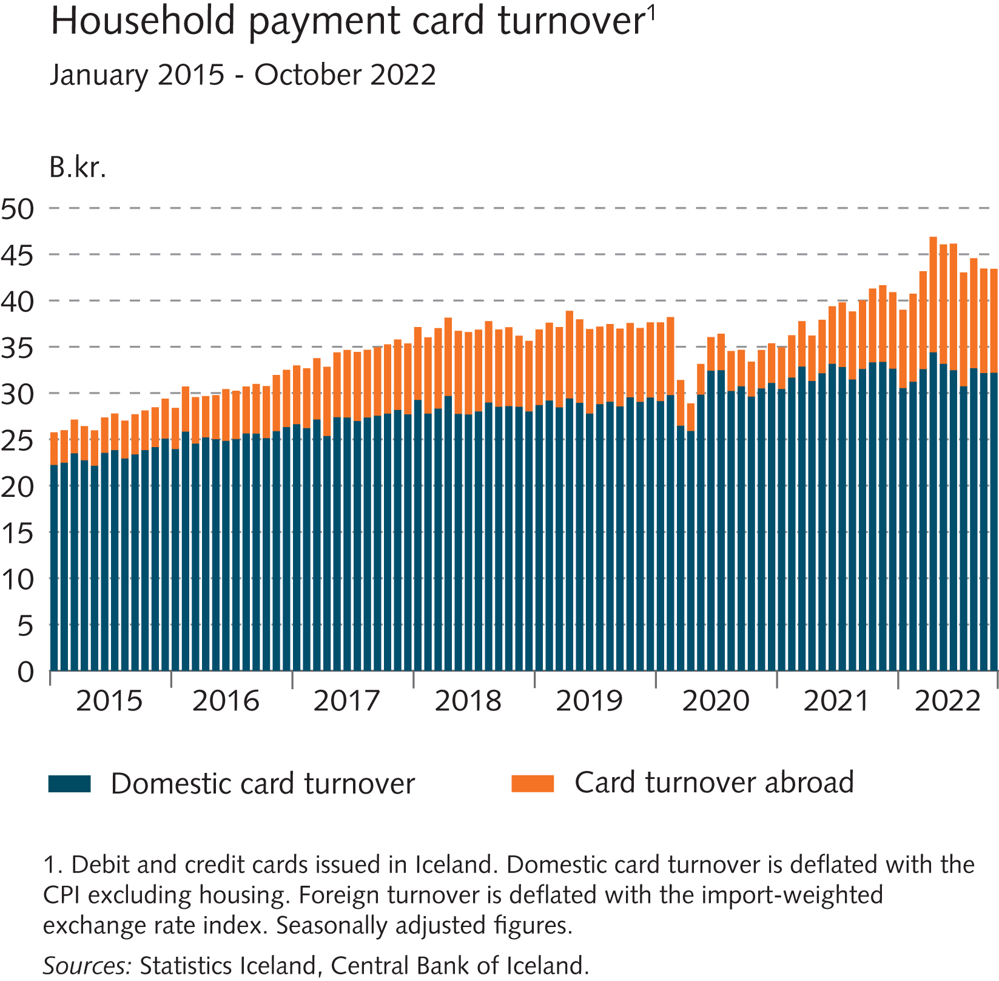 Household payment card turnover¹
January 2015 - October 2022
B.kr.
50
45
40
35
30
25
20
15
10
5
0
2015 2016 2017 2018 2019 2020 2021 2022
Domestic card turnover Card turnover abroad
1. Debit and credit cards issued in Iceland. Domestic card turnover is deflated with the
CPI excluding housing. Foreign turnover is deflated with the import-weighted
exchange rate index. Seasonally adjusted figures.
Sources: Statistics Iceland, Central Bank of Iceland.